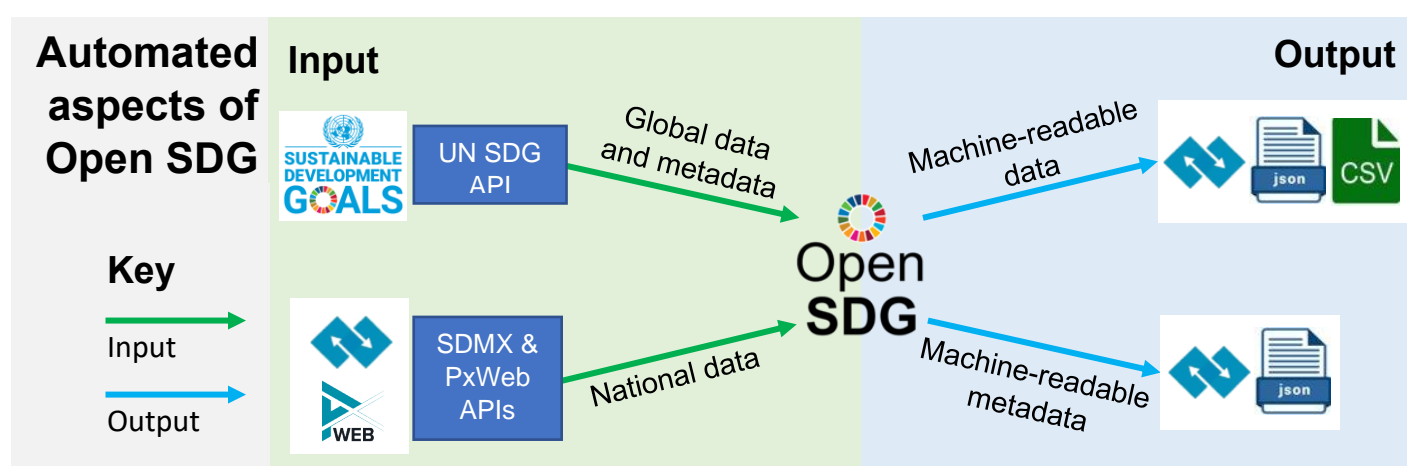 Automated
aspects of
Open SDG
Key
Input
Output
Input
SUSTAINABLE
DEVELOPMENT
GOALS
UN SDG
API
Global data
and metadata
WEB
SDMX &
PxWeb
APIs
National data
Open
SDG
Output
Machine-readable
data
json
CSV
Machine-readable
metadata
json